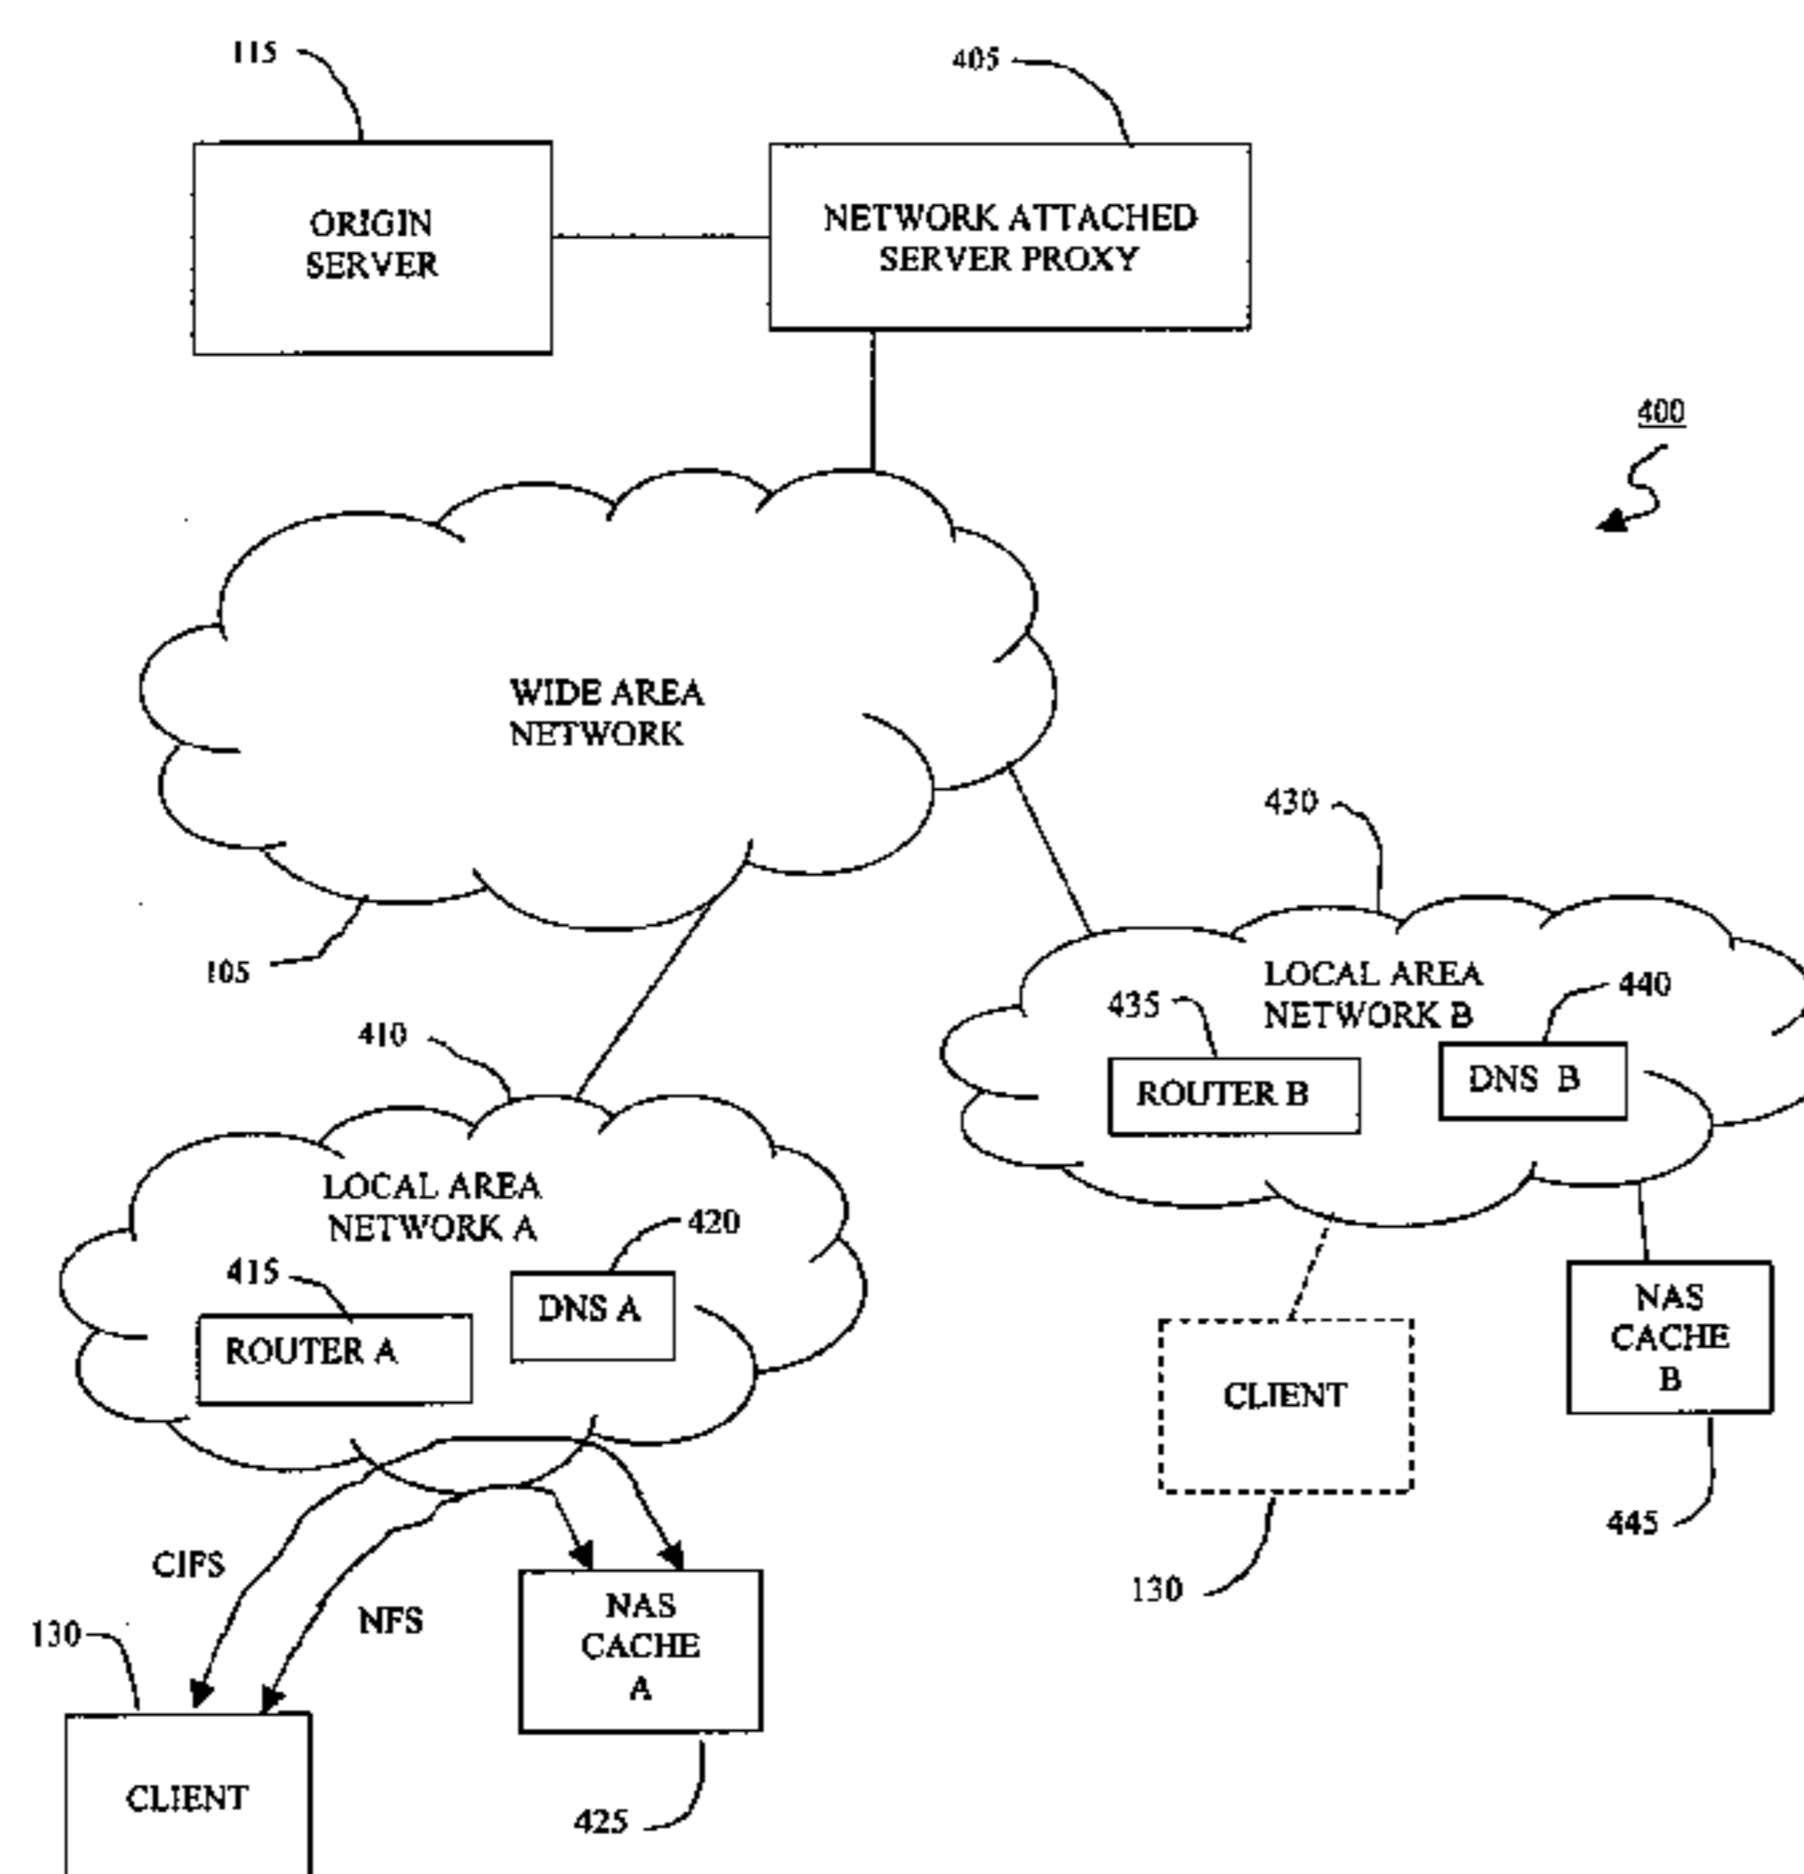 115
405
ORIGIN
SERVER
NETWORK ATTACHED
SERVER PROXY
400
WIDE AREA
NETWORK
105
430
LOCAL AREA
NETWORK B
435
440
ROUTER B
DNS B
410
LOCAL AREA
NETWORK A
420
415
DNS A
ROUTER A
NAS
CACHE
B
CLIENT
445
130
CIFS
NFS
NAS
CACHE
A
130
CLIENT
425